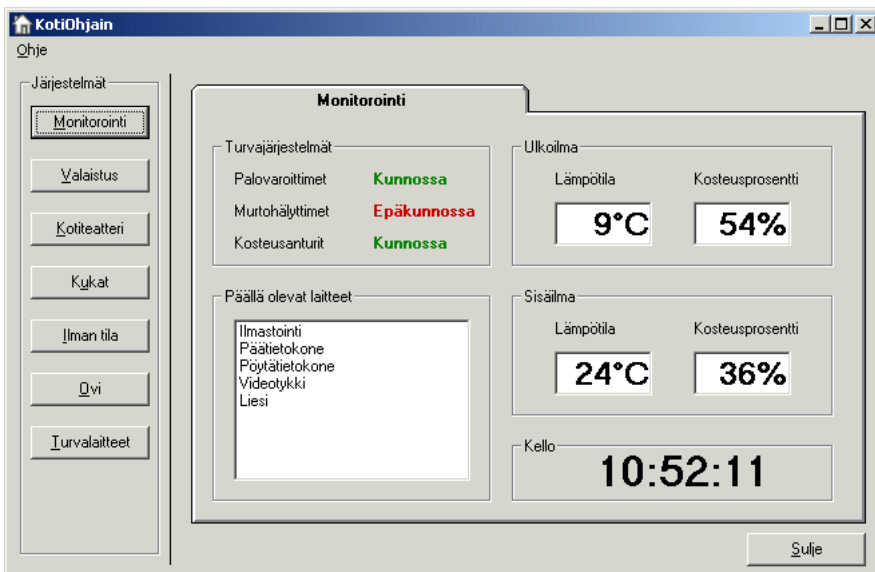 KotiOhjain
Ohje
Järjestelmät
Monitorointi
Valaistus
Kotiteatteri
Kukat
Ilman tila
Ovi
Turvalaitteet
Monitorointi
Turvajärjestelmät
Palovaroittimet Kunnossa
Murtohälyttimet Epäkunnossa
Kosteusanturit Kunnossa
Päällä olevat laitteet
Ilmastointi
Päätietokone
Pöytätietokone
Videotykki
Liesi
Ulkoilma
Lämpötila Kosteusprosentti
9°C 54%
Sisäilma
Lämpötila Kosteusprosentti
24°C 36%
Kello
10:52:11
Sulje